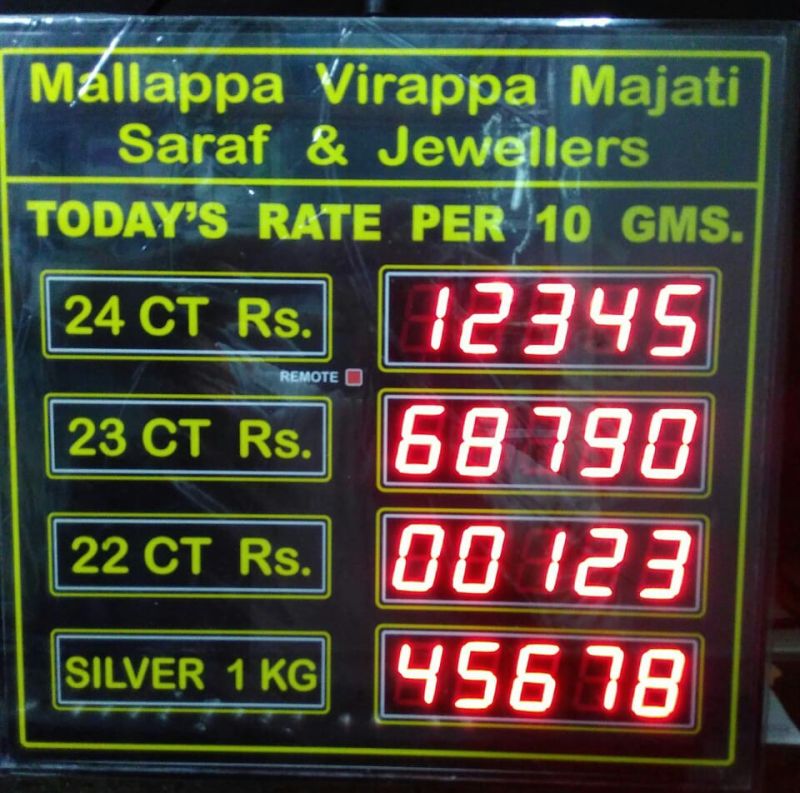 Mallappa Virappa Majati
Saraf & Jewellers
TODAY'S RATE PER 10 GMS.
24 CT Rs. 12345
REMOTE
23 CT Rs. 68790
22 CT Rs. 00123
SILVER 1 KG 45678